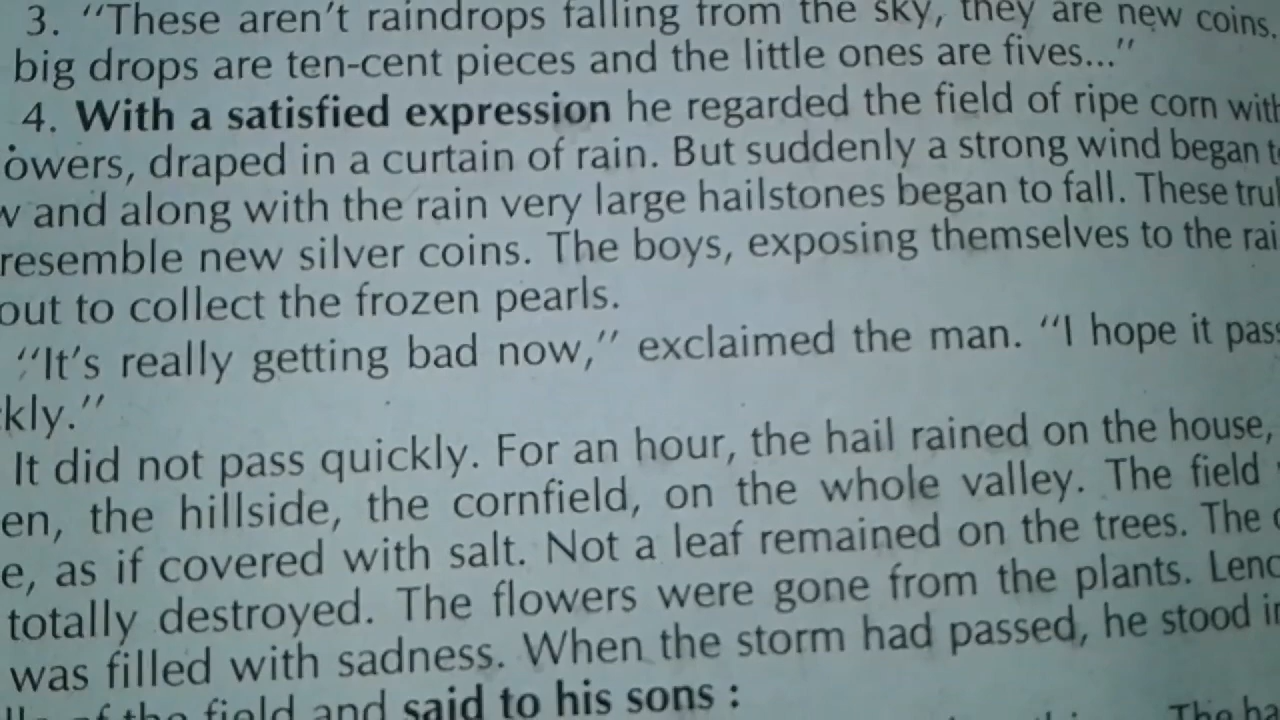 3. “These aren’t raindrops falling from the sky, they are new coins.
big drops are ten-cent pieces and the little ones are fives...”
4. With a satisfied expression he regarded the field of ripe corn with
owers, draped in a curtain of rain. But suddenly a strong wind began
and along with the rain very large hailstones began to fall. These
resemble new silver coins. The boys, exposing themselves to the
out to collect the frozen pearls.
“It’s really getting bad now,” exclaimed the man. “I hope it
kly.”
It did not pass quickly. For an hour, the hail rained on the house,
en, the hillside, the cornfield, on the whole valley. The field
e, as if covered with salt. Not a leaf remained on the trees. The
totally destroyed. The flowers were gone from the plants.
was filled with sadness. When the storm had passed, he stood
of the field and said to his sons :
The